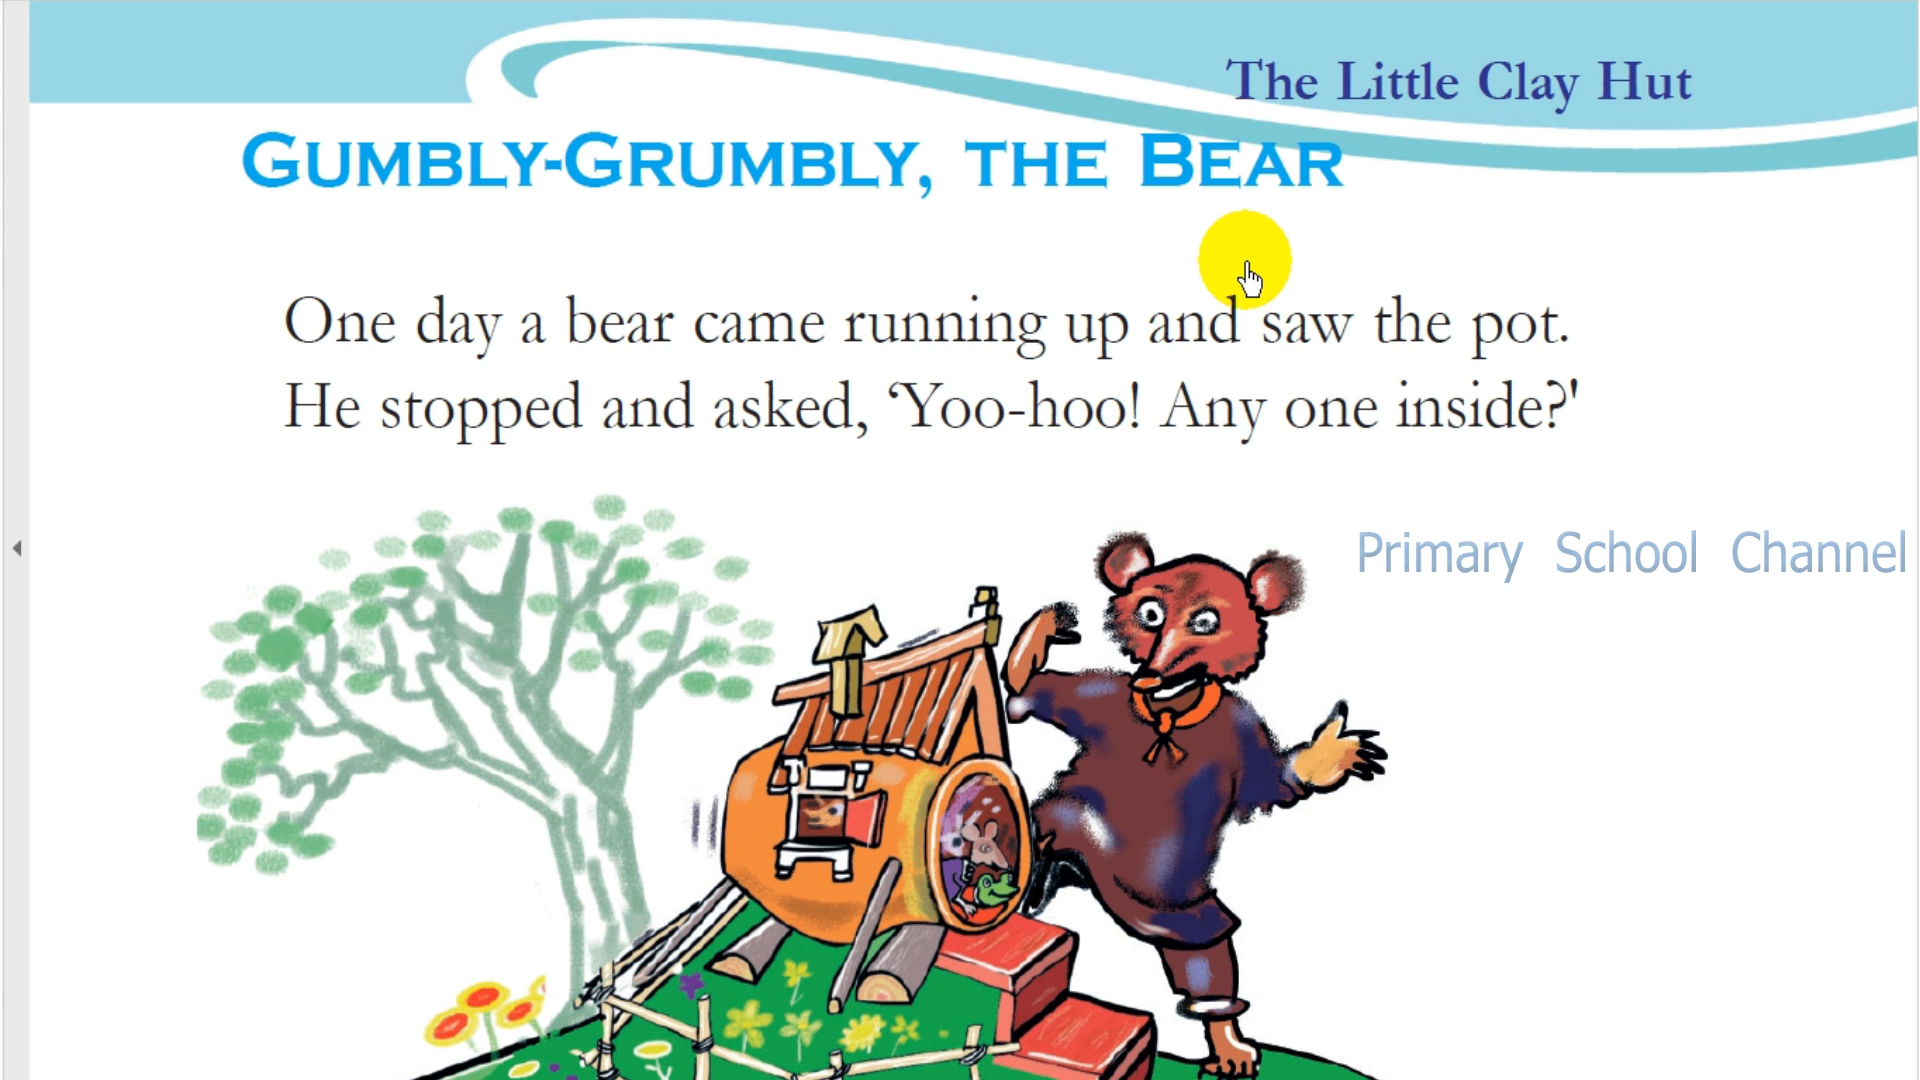 The Little Clay Hut
GUMBLY-GRUMBLY, THE BEAR
One day a bear came running up and saw the pot.
He stopped and asked, ‘Yoo-hoo! Any one inside?'
Primary School Channel